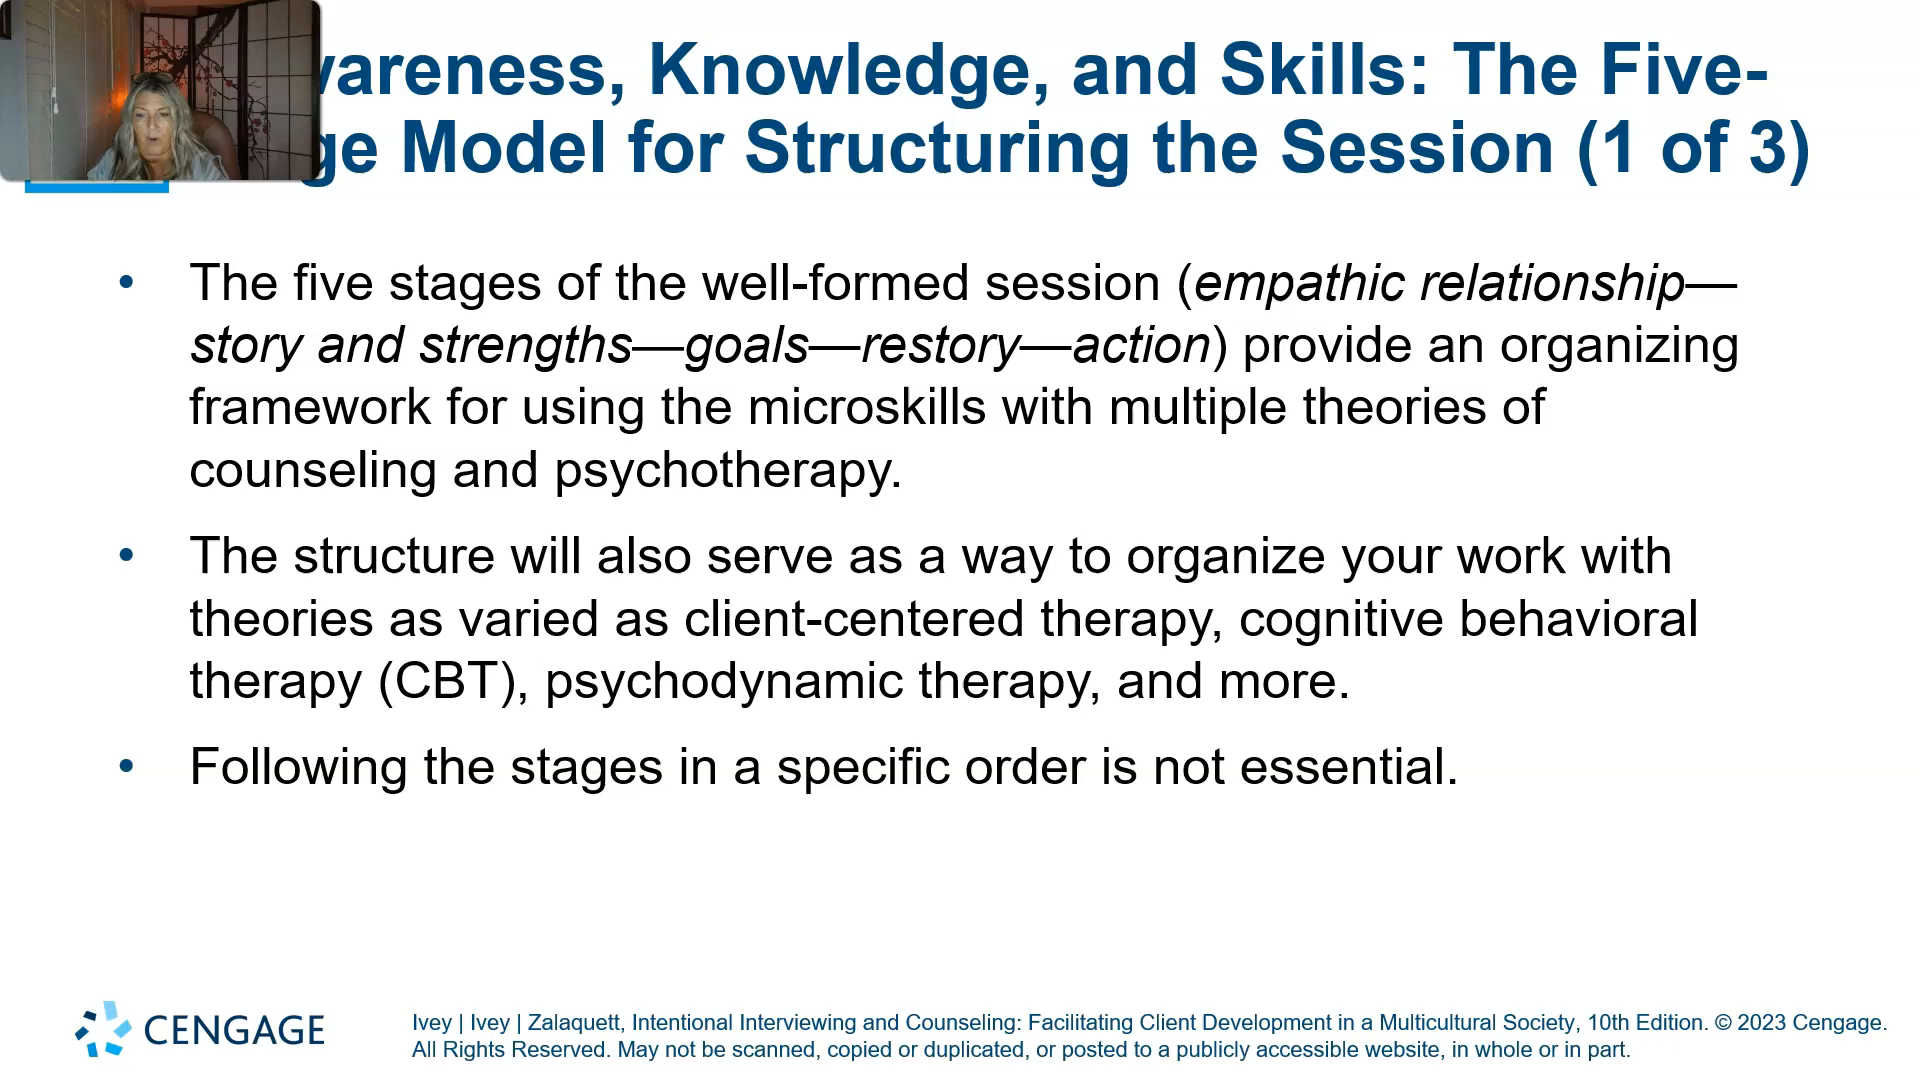 wareness, Knowledge, and Skills: The Five-
ge Model for Structuring the Session (1 of 3)
• The five stages of the well-formed session (empathic relationship—
story and strengths—goals—restory—action) provide an organizing
framework for using the microskills with multiple theories of
counseling and psychotherapy.
• The structure will also serve as a way to organize your work with
theories as varied as client-centered therapy, cognitive behavioral
therapy (CBT), psychodynamic therapy, and more.
• Following the stages in a specific order is not essential.
CENGAGE
Ivey | Ivey | Zalaquett, Intentional Interviewing and Counseling: Facilitating Client Development in a Multicultural Society, 10th Edition. © 2023 Cengage.
All Rights Reserved. May not be scanned, copied or duplicated, or posted to a publicly accessible website, in whole or in part.